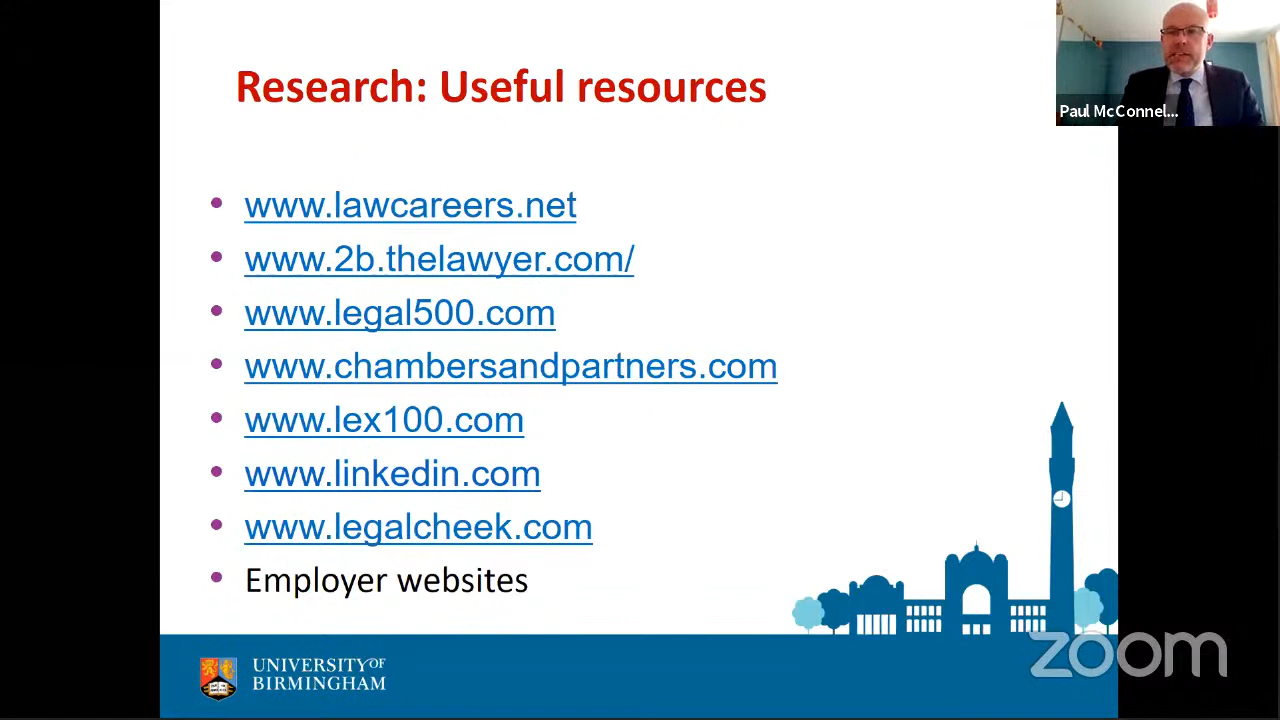 Research: Useful resources
Paul McConnel...
• www.lawcareers.net
• www.2b.thelawyer.com/
• www.legal500.com
• www.chambersandpartners.com
• www.lex100.com
• www.linkedin.com
• www.legalcheek.com
• Employer websites
UNIVERSITY OF
BIRMINGHAM
zoom